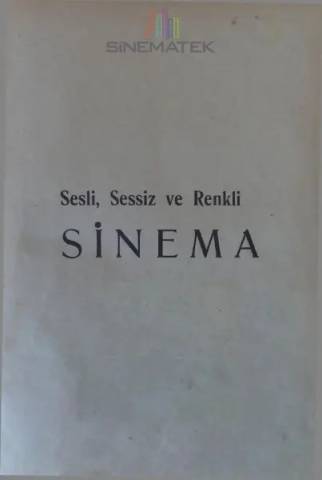 SİNEMATEK
Sesli, Sessiz ve Renkli
SİNEMA